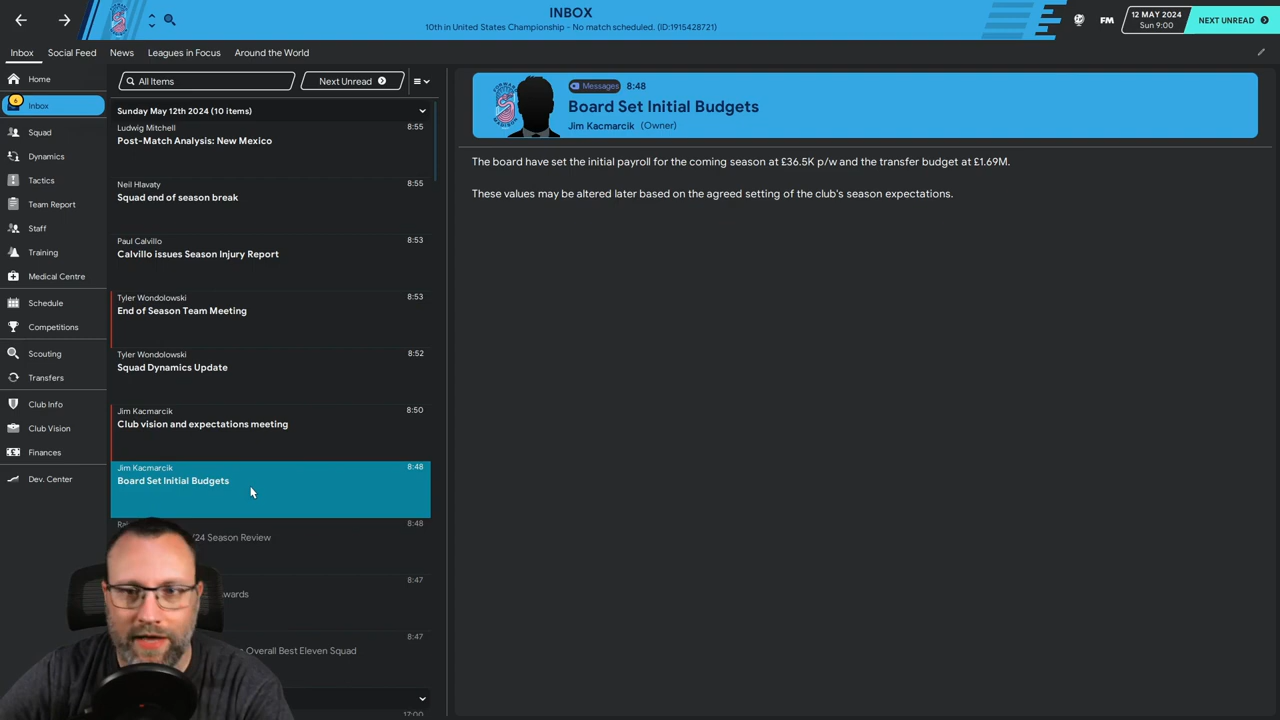 INBOX
10th in United States Championship - No match scheduled. (ID:1915428721)
FM
12 MAY 2024
Sun 9:00
NEXT UNREAD
Inbox
Social Feed
News
Leagues in Focus
Around the World
Home
6
Inbox
Squad
Dynamics
Tactics
Team Report
Staff
Training
Medical Centre
Schedule
Competitions
Scouting
Transfers
Club Info
Club Vision
Finances
Dev. Center
All Items
Next Unread
Sunday May 12th 2024 (10 items)
Ludwig Mitchell 8:55
Post-Match Analysis: New Mexico
Neil Hlavaty 8:55
Squad end of season break
Paul Calvillo 8:53
Calvillo issues Season Injury Report
Tyler Wondolowski 8:53
End of Season Team Meeting
Tyler Wondolowski 8:52
Squad Dynamics Update
Jim Kacmarcik 8:50
Club vision and expectations meeting
Jim Kacmarcik 8:48
Board Set Initial Budgets
8:48
/24 Season Review
8:47
wards
8:47
Overall Best Eleven Squad
17:00
Messages 8:48
Board Set Initial Budgets
Jim Kacmarcik (Owner)
The board have set the initial payroll for the coming season at £36.5K p/w and the transfer budget at £1.69M.
These values may be altered later based on the agreed setting of the club's season expectations.